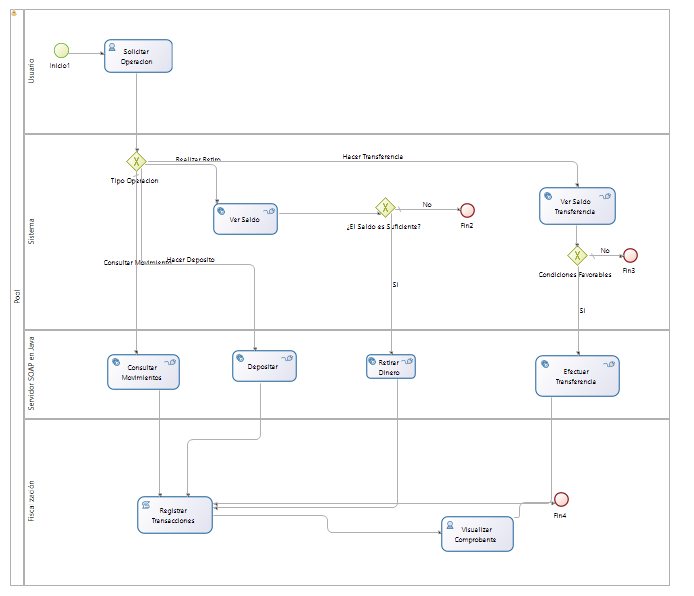 Pool
Usuario
Inicio1
Solicitar
Operacion
Sistema
Tipo Operacion
Realizar Retiro
Hacer Transferencia
Ver Saldo
¿El Saldo es Suficiente?
No
Fin2
Ver Saldo
Transferencia
Condiciones Favorables
No
Fin3
Consultar Movimiento
Hacer Deposito
SI
SI
Servidor SOAP en Java
Consultar
Movimientos
Depositar
Retirar
Dinero
Efectuar
Transferencia
Fiscalización
Registrar
Transacciones
Visualizar
Comprobante
Fin4